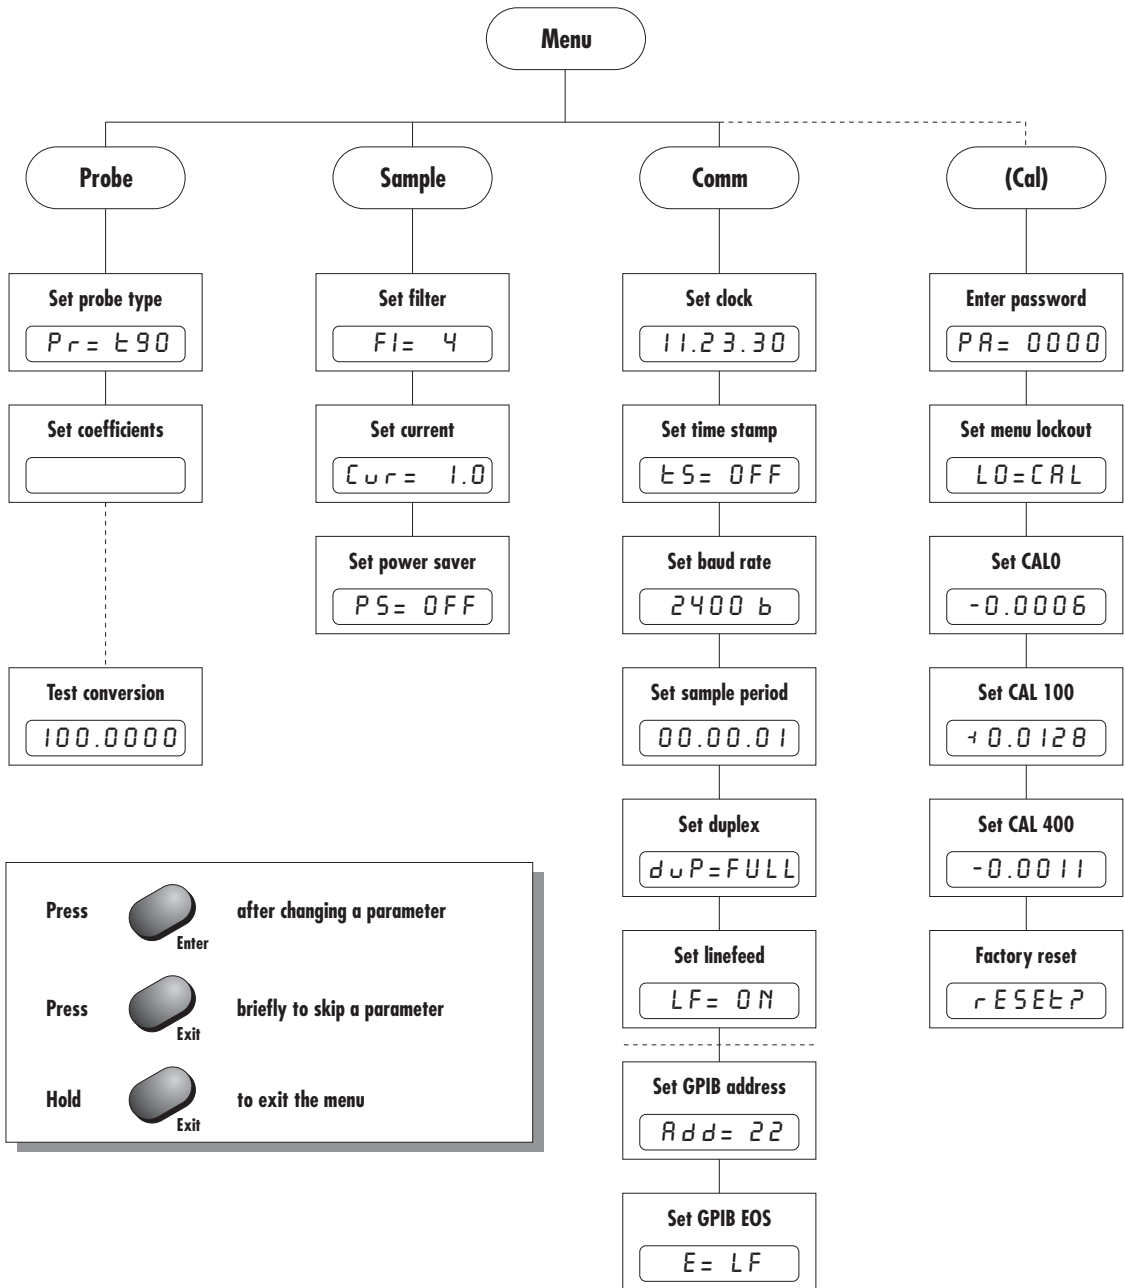 Menu
Probe
Sample
Comm
(Cal)
Set probe type
Pr= t90
Set coefficients
Test conversion
100.0000
Set filter
FI= 4
Set current
Cur= 1.0
Set power saver
PS= OFF
Set clock
11.23.30
Set time stamp
tS= OFF
Set baud rate
2400 b
Set sample period
00.00.01
Set duplex
duP=FULL
Set linefeed
LF= ON
Set GPIB address
Add= 22
Set GPIB EOS
E= LF
Enter password
PA= 0000
Set menu lockout
LO=CAL
Set CAL0
-0.0006
Set CAL 100
+0.0128
Set CAL 400
-0.0011
Factory reset
rESEt?
Press Enter after changing a parameter
Press Exit briefly to skip a parameter
Hold Exit to exit the menu